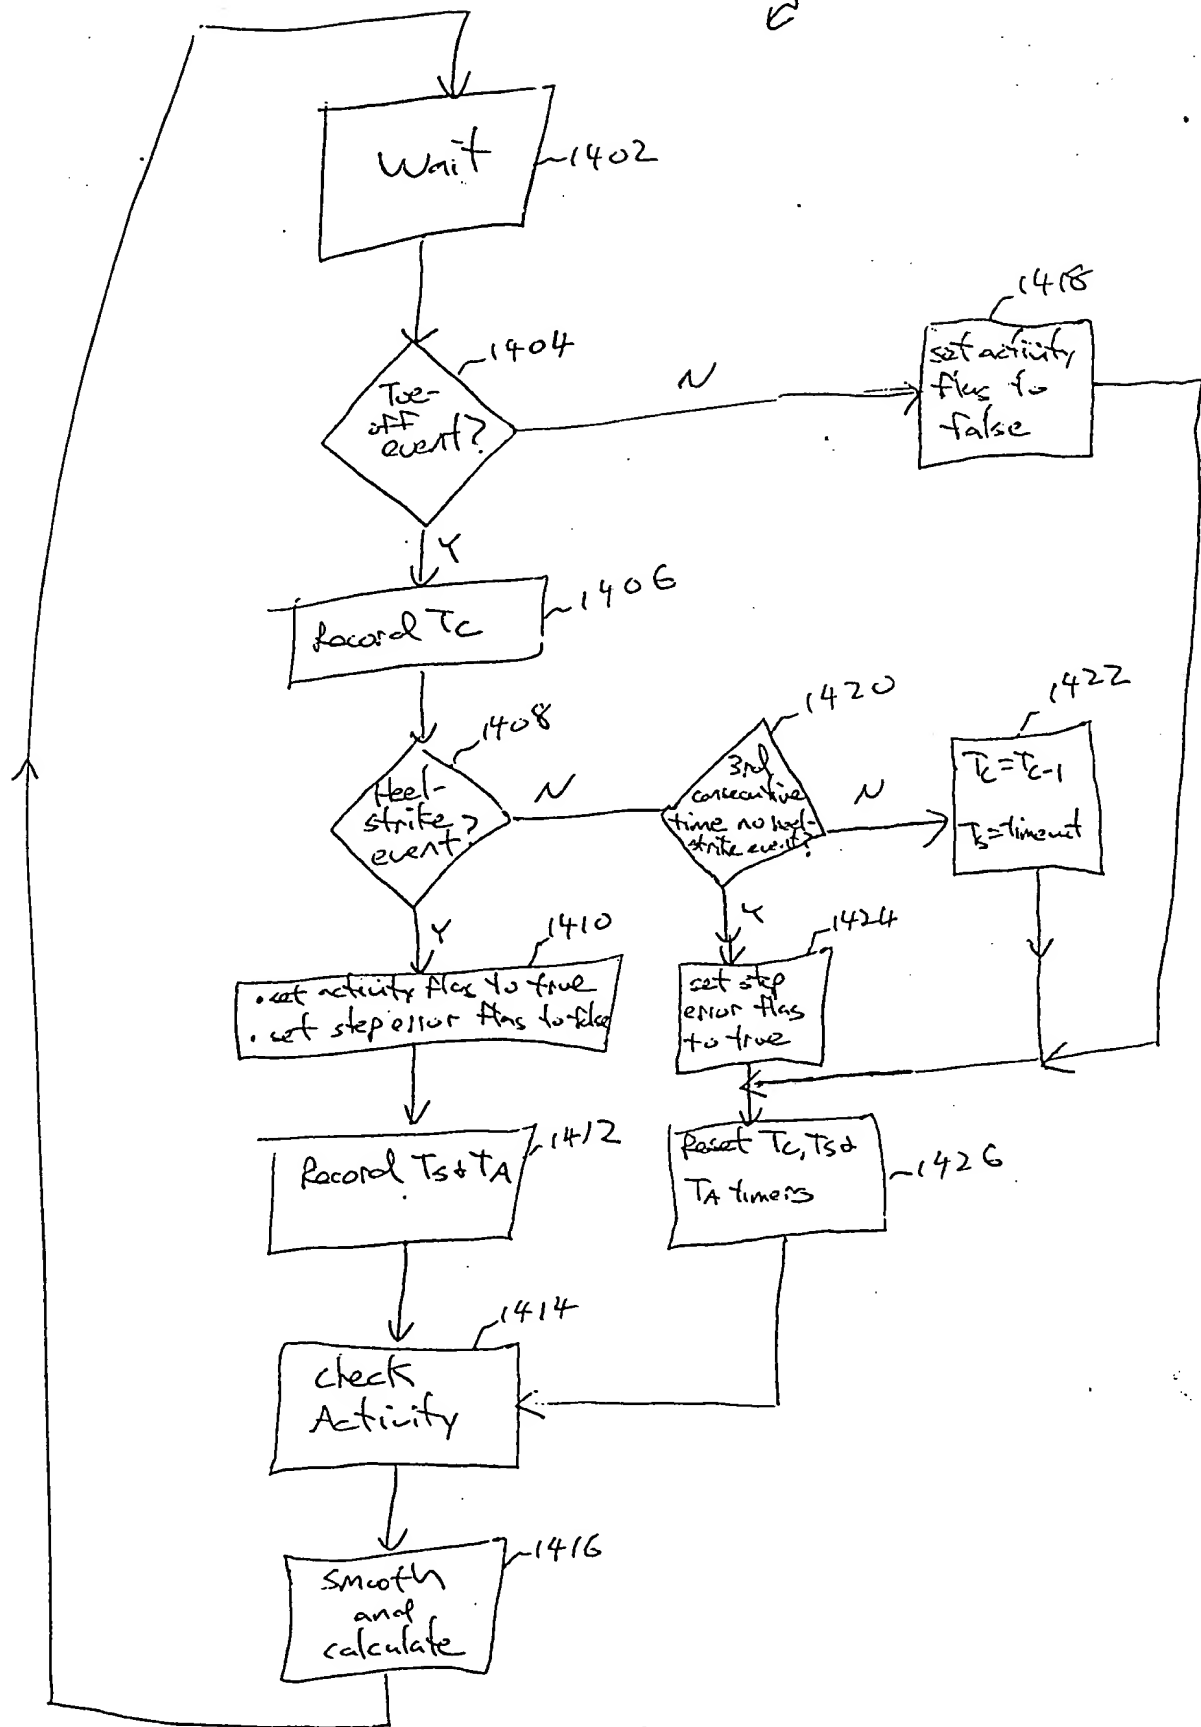 Wait
1402
1418
set activity
flag to
false
1404
Toe-
off
event?
N
Y
1406
Record TC
1408
Heel-
strike
event?
N
1420
3rd
consecutive
time no heel-
strike event?
N
1422
TC = TC-1
TS = timeout
Y
1410
. set activity flag to true
. set step error flag to false
Y
1424
set step
error flag
to true
1412
Record TS & TA
Reset TC, TS &
TA timers
1426
1414
Check
Activity
1416
Smooth
and
calculate